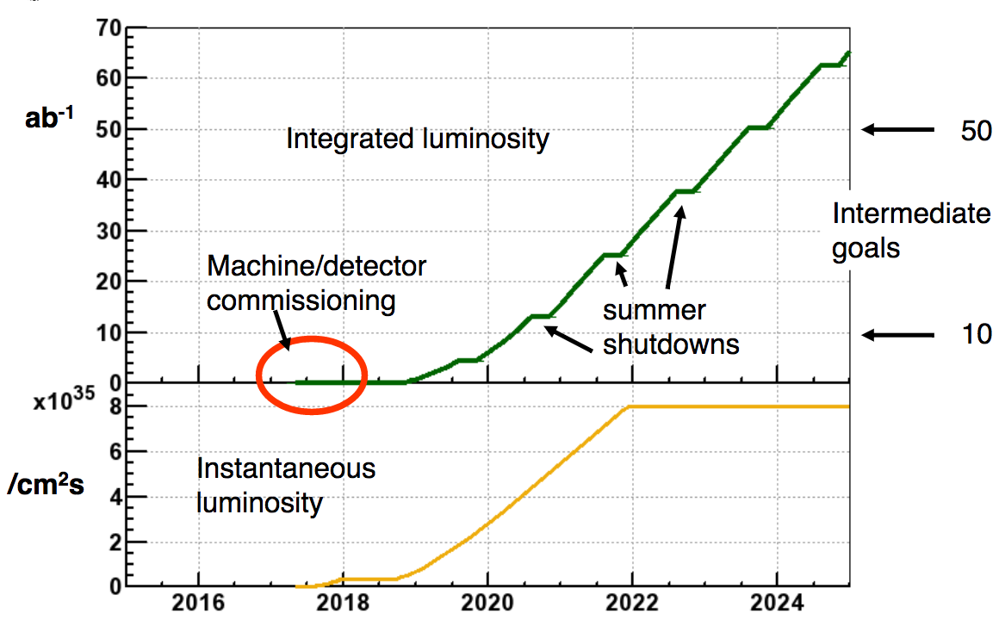 70
60
ab-1
50
50
Integrated luminosity
40
Intermediate
goals
30
Machine/detector
commissioning
20
summer
shutdowns
10
10
0
x1035
8
6
Instantaneous
luminosity
/cm2s
4
2
0
2016
2018
2020
2022
2024